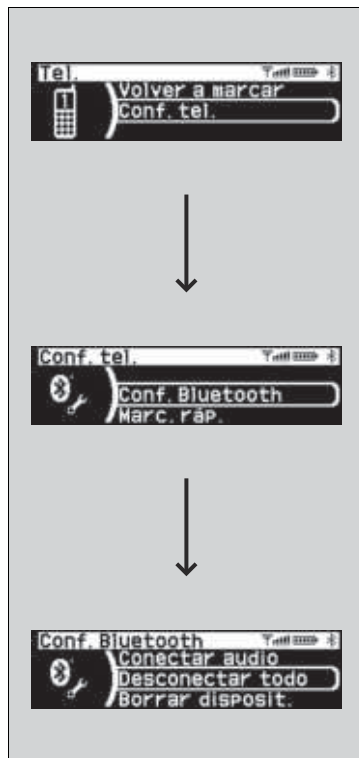 Tel.
Volver a marcar
Conf. tel.
Conf. tel.
Conf. Bluetooth
Marc. ráp.
Conf. Bluetooth
Conectar audio
Desconectar todo
Borrar disposit.